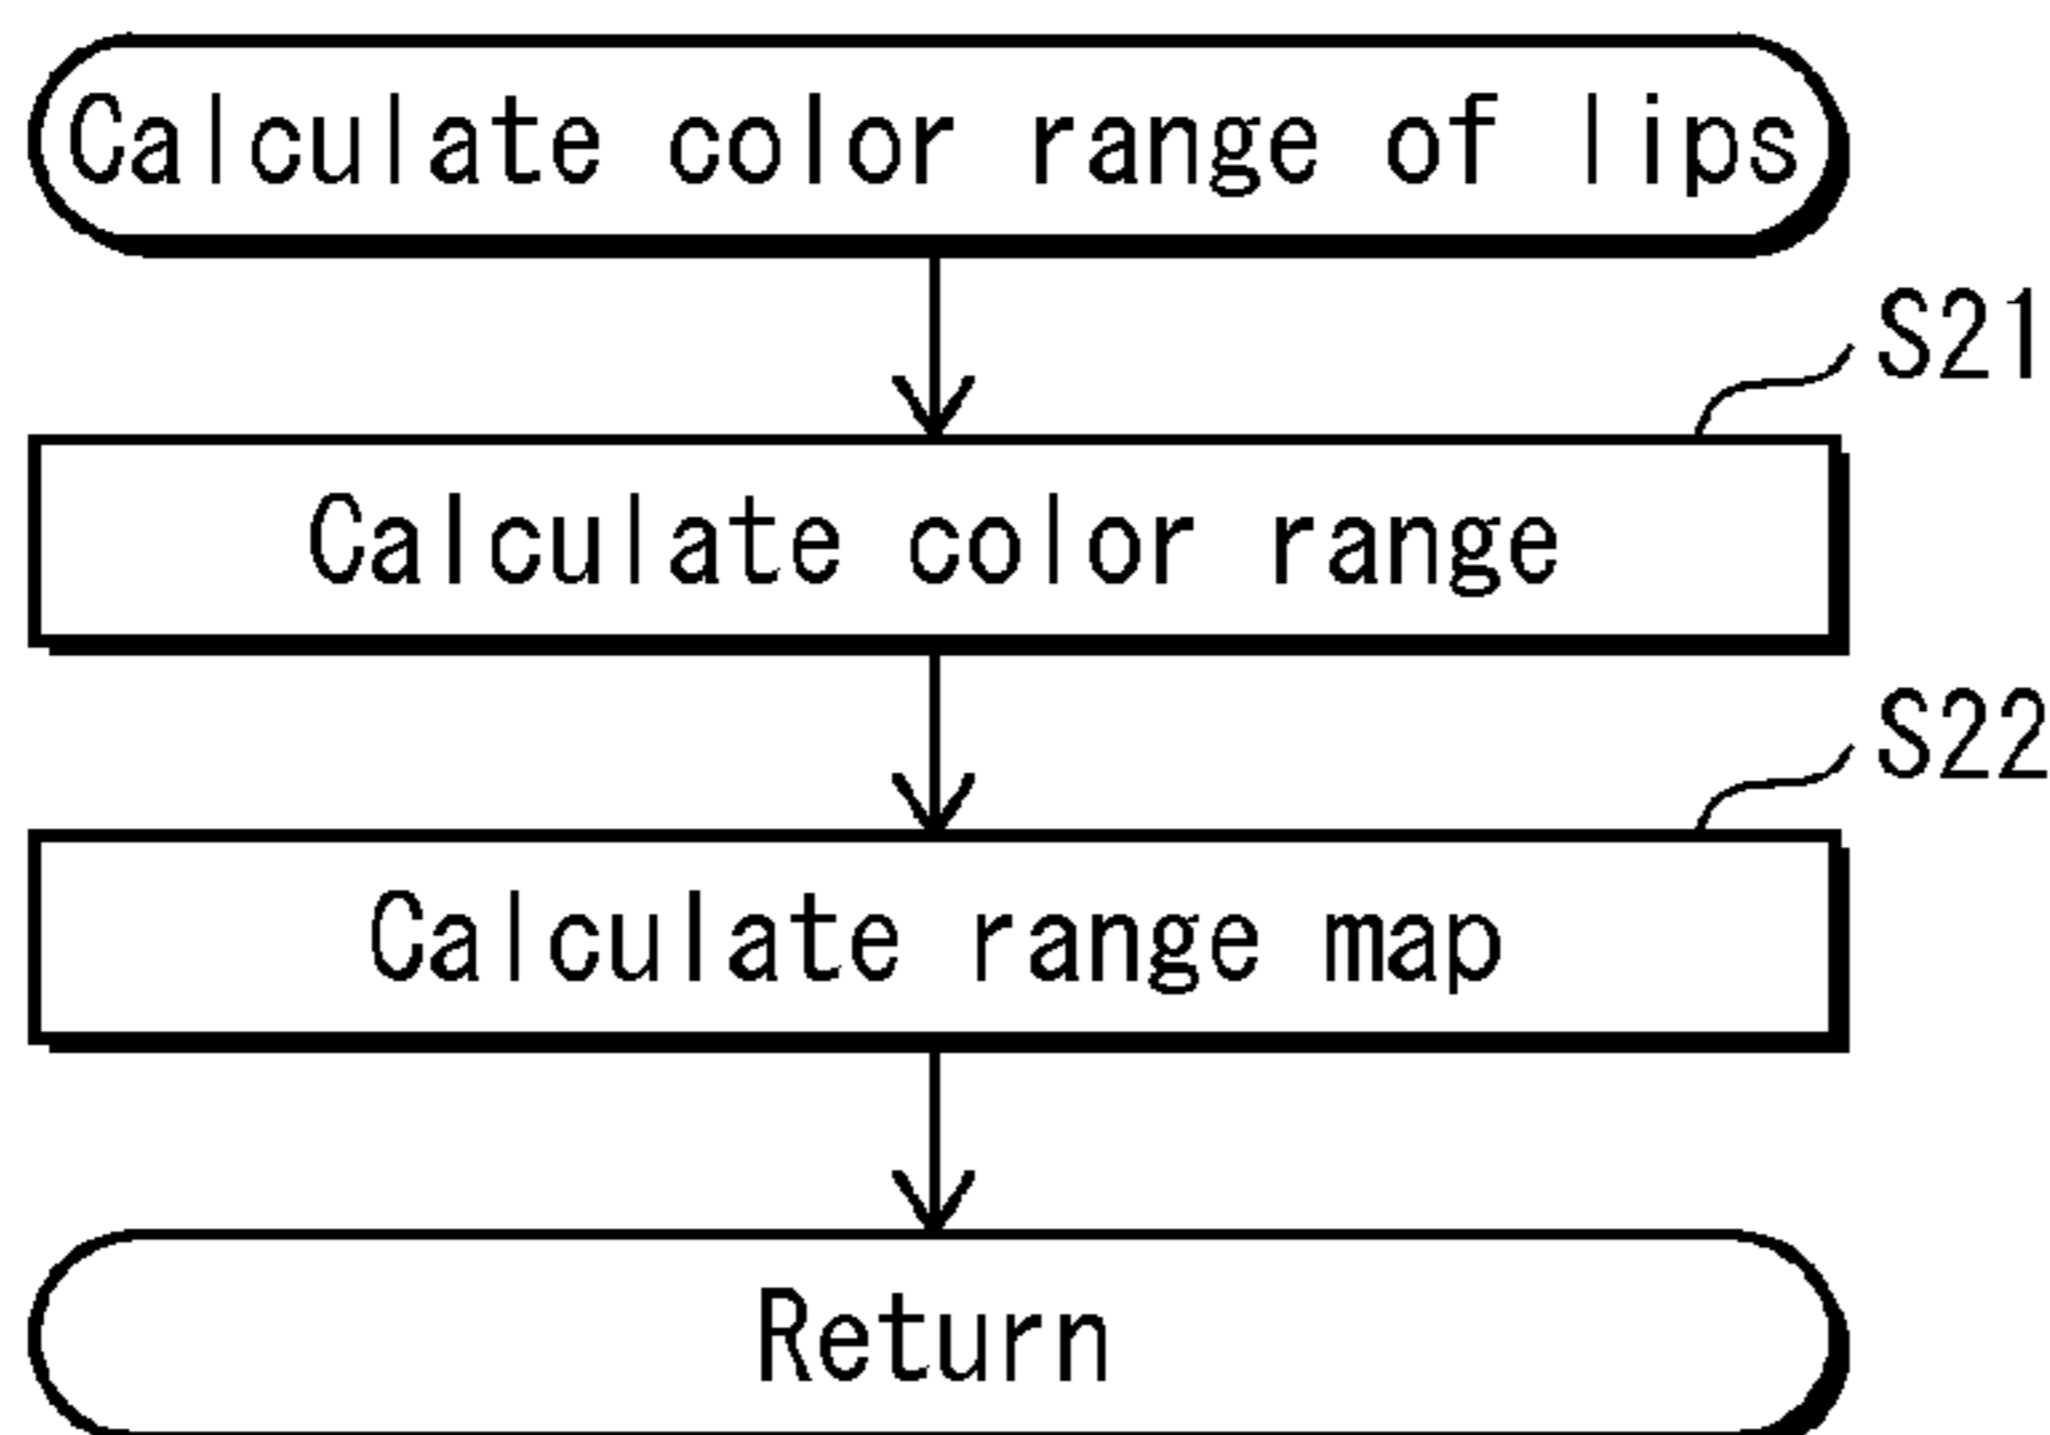 Calculate color range of lips
S21
Calculate color range
S22
Calculate range map
Return